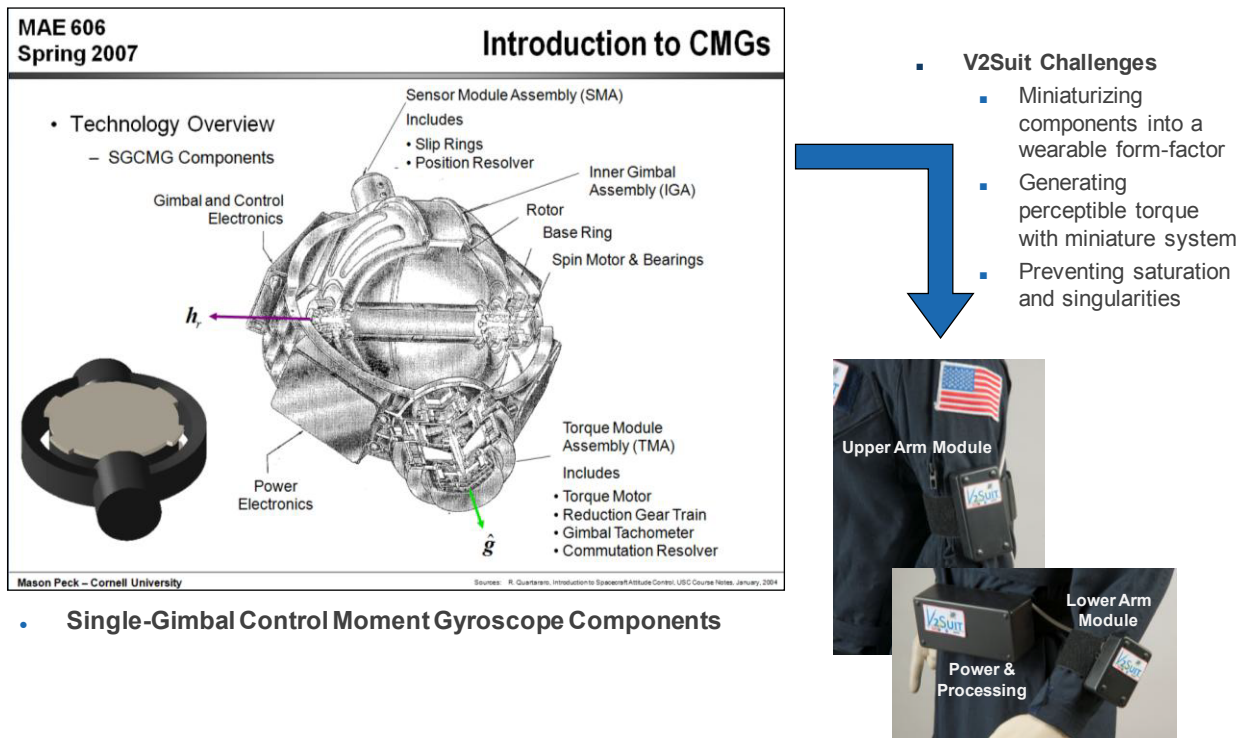 MAE 606
Spring 2007
Introduction to CMGs
• Technology Overview
– SGCMG Components
Sensor Module Assembly (SMA)
Includes
• Slip Rings
• Position Resolver
Inner Gimbal
Assembly (IGA)
Rotor
Base Ring
Spin Motor & Bearings
Gimbal and Control
Electronics
hr
Power
Electronics
ĝ
Torque Module
Assembly (TMA)
Includes
• Torque Motor
• Reduction Gear Train
• Gimbal Tachometer
• Commutation Resolver
Mason Peck – Cornell University
Sources: R. Quartararo, Introduction to Spacecraft Attitude Control, USC Course Notes, January, 2004
• Single-Gimbal Control Moment Gyroscope Components
▪ V2Suit Challenges
▪ Miniaturizing
components into a
wearable form-factor
▪ Generating
perceptible torque
with miniature system
▪ Preventing saturation
and singularities
Upper Arm Module
V2Suit
V2Suit
Power &
Processing
Lower Arm
Module
V2Suit